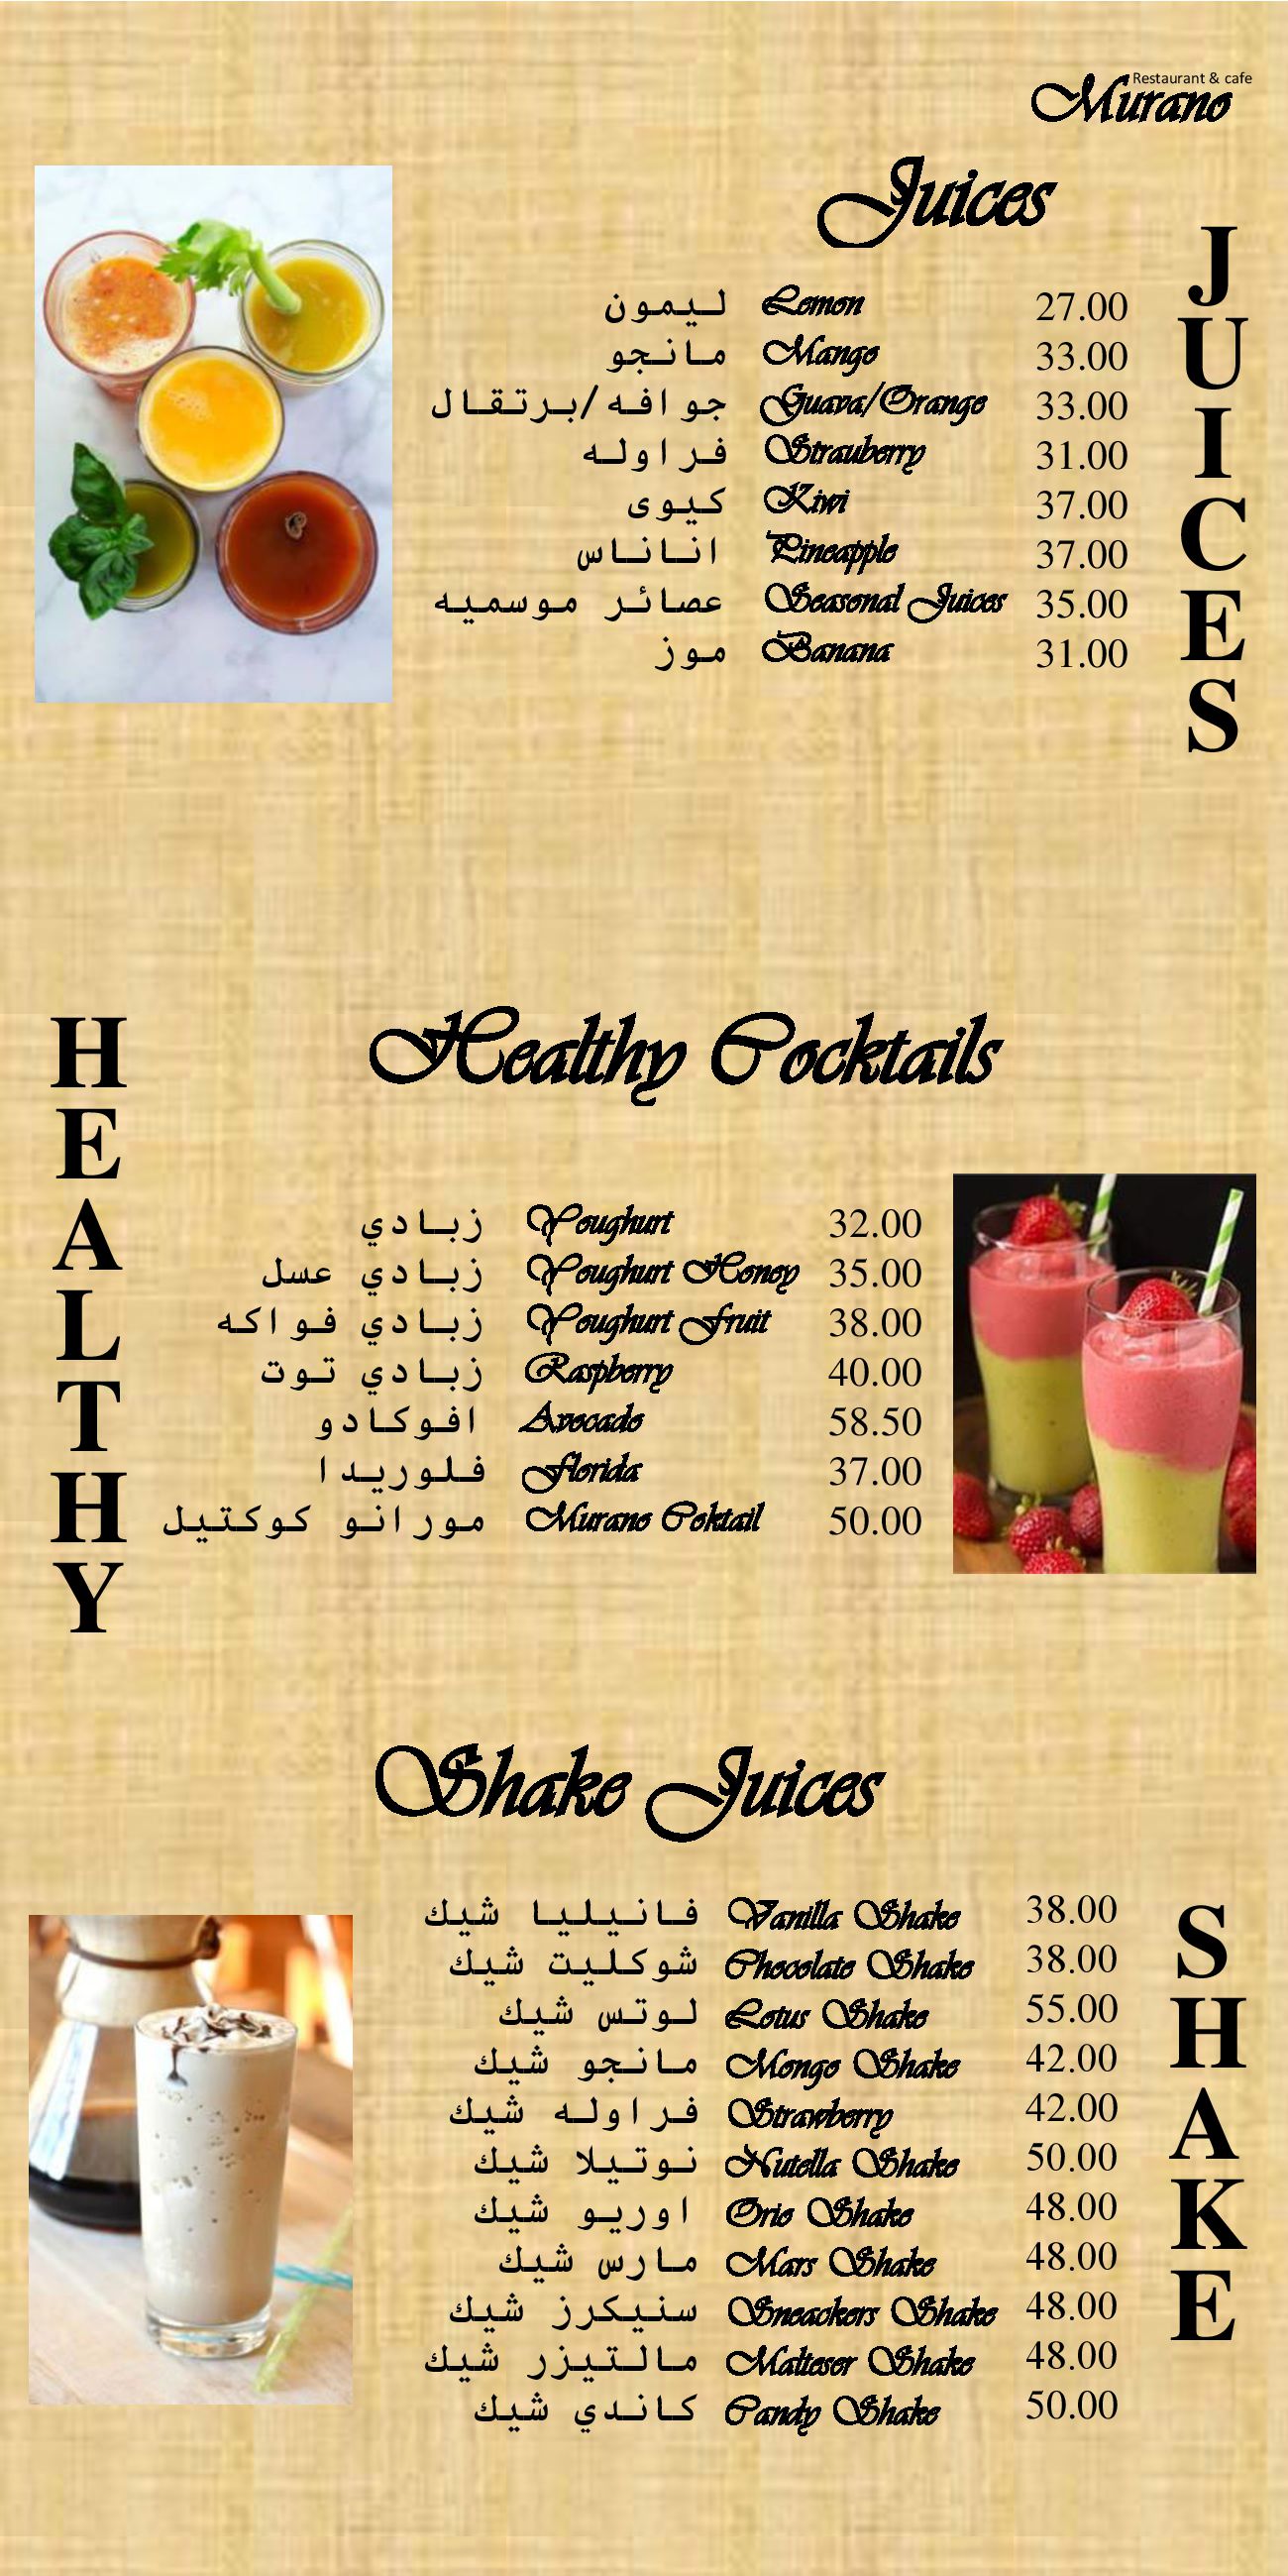 Restaurant & cafe
Murano
Juices
JUICES
ليمون Lemon 27.00
مانجو Mango 33.00
جوافه/برتقال Guava/Orange 33.00
فراوله Strauberry 31.00
كيوى Kiwi 37.00
اناناس Pineapple 37.00
عصائر موسميه Seasonal Juices 35.00
موز Banana 31.00
HEALTHY
Healthy Cocktails
زبادي Youghurt 32.00
زبادي عسل Youghurt Honey 35.00
زبادي فواكه Youghurt Fruit 38.00
زبادي توت Raspberry 40.00
افوكادو Avocado 58.50
فلوريدا Florida 37.00
مورانو كوكتيل Murano Coktail 50.00
Shake Juices
SHAKE
فانيليا شيك Vanilla Shake 38.00
شوكليت شيك Chocolate Shake 38.00
لوتس شيك Lotus Shake 55.00
مانجو شيك Mongo Shake 42.00
فراوله شيك Strawberry 42.00
نوتيلا شيك Nutella Shake 50.00
اوريو شيك Orio Shake 48.00
مارس شيك Mars Shake 48.00
سنيكرز شيك Sneackers Shake 48.00
مالتيزر شيك Malteser Shake 48.00
كاندي شيك Candy Shake 50.00